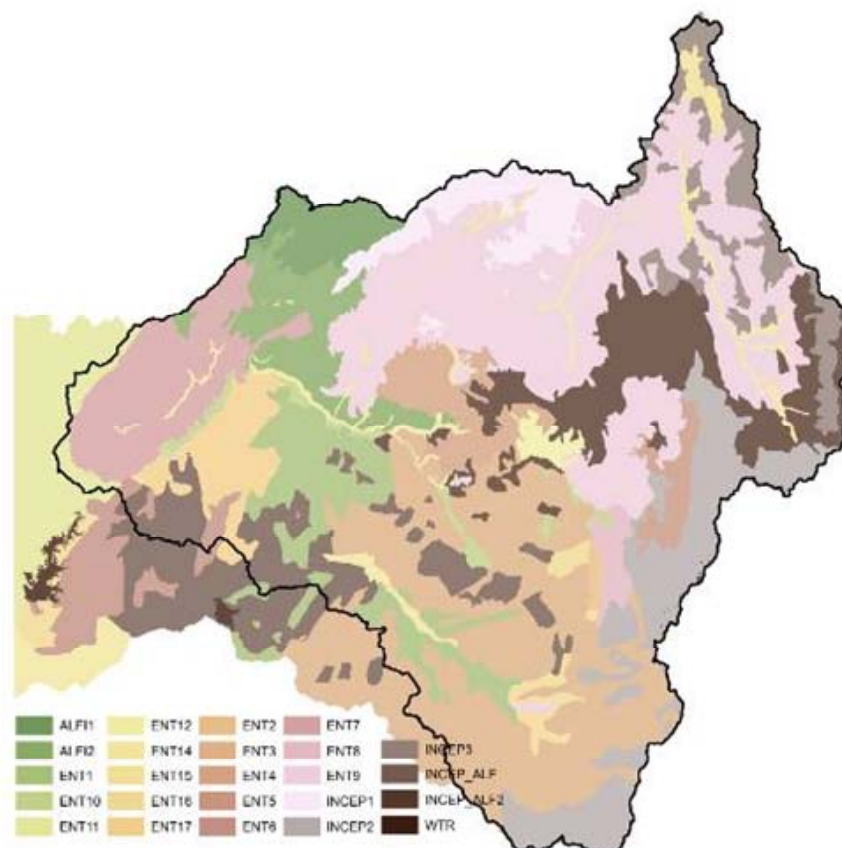 ALFI1 ENT12 ENT2 ENT7
ALFI2 ENT14 ENT3 ENT8 INCEP3
ENT1 ENT15 ENT4 ENT9 INCEP_ALF
ENT10 ENT16 ENT5 INCEP1 INCEP_ALF2
ENT11 ENT17 ENT6 INCEP2 WTR